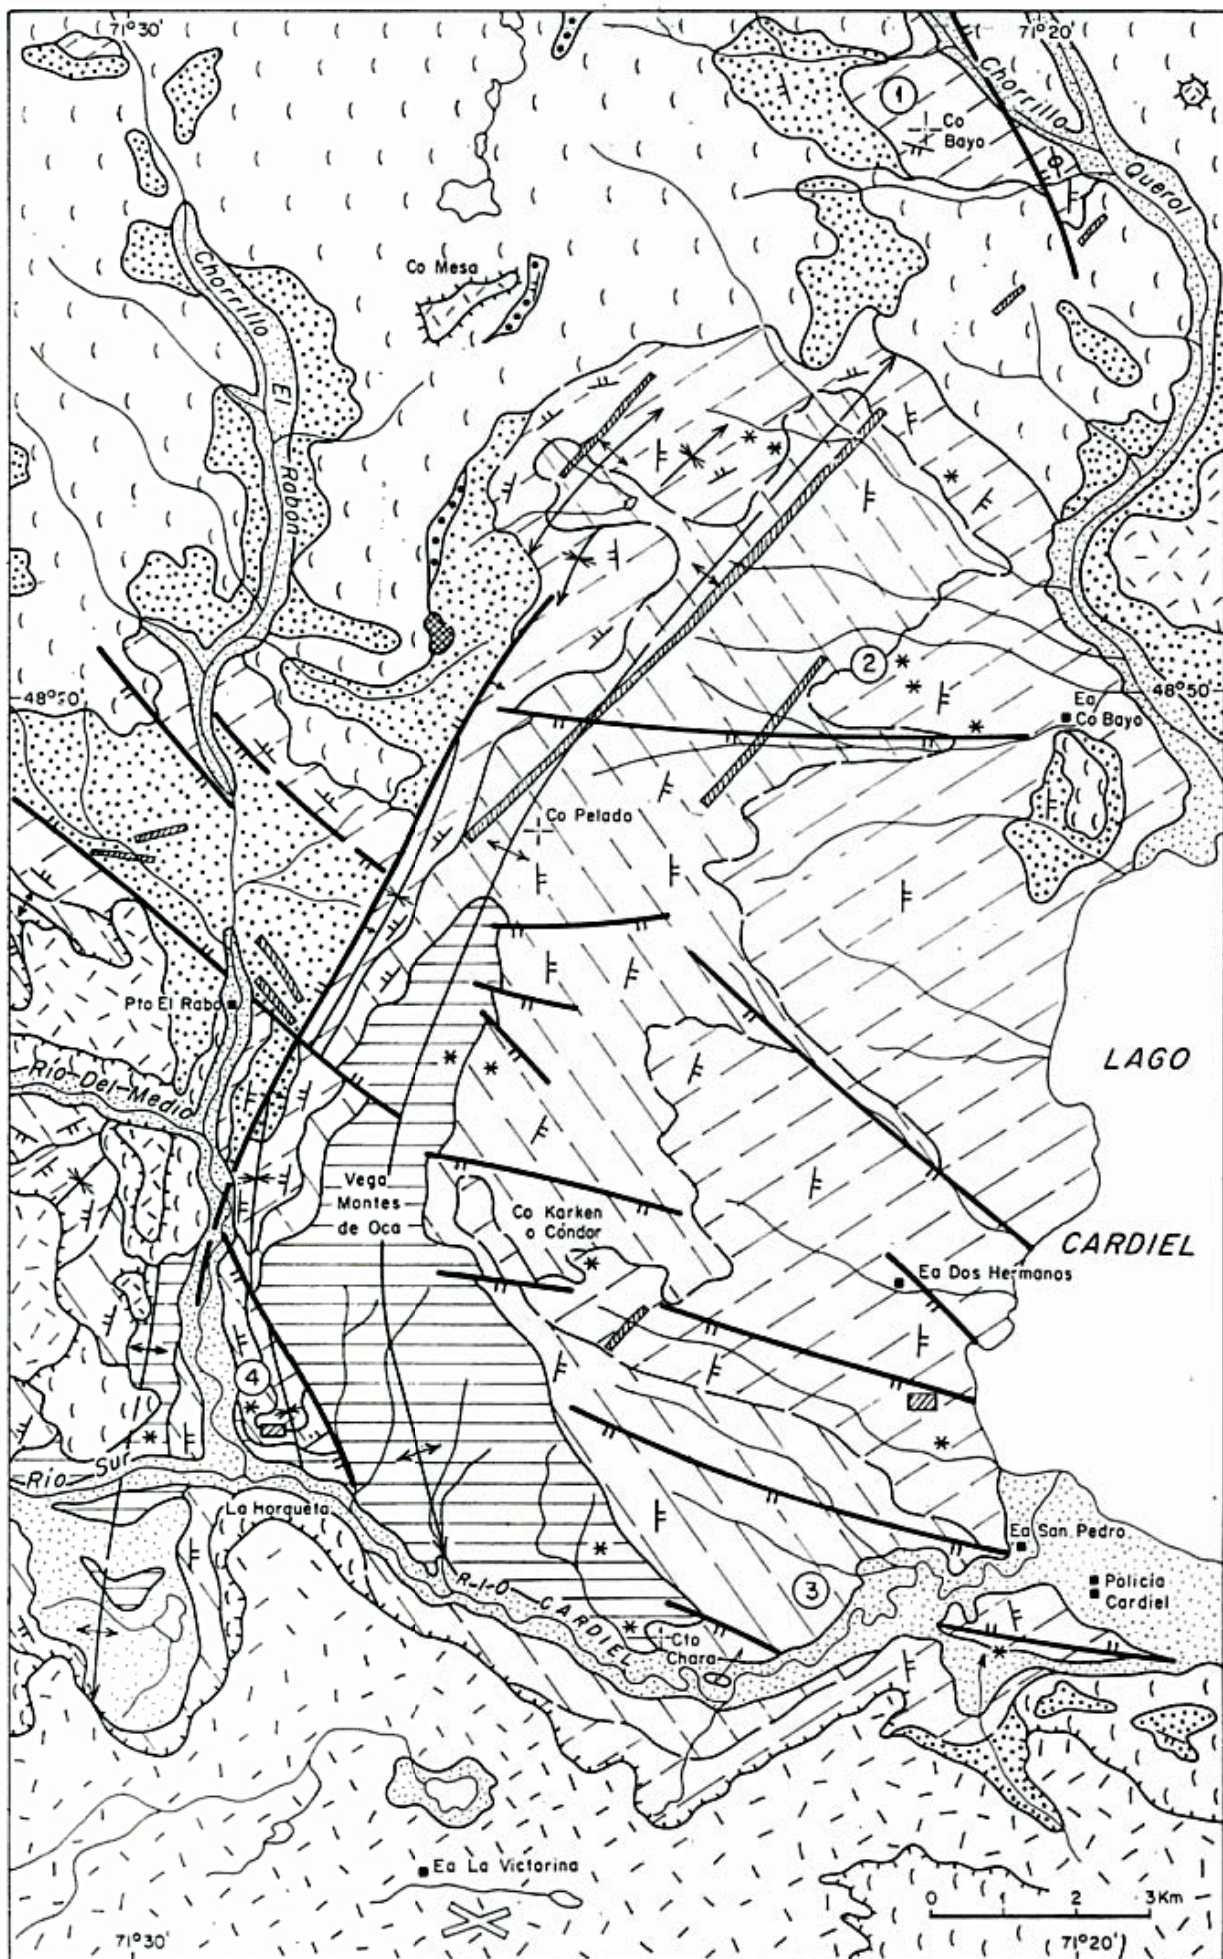 71°30'
71°20'
1
Co
Bayo
Chorrillo
Querol
Co Mesa
Chorrillo
El
Rabon
2
48°50'
48°50'
Ea
Co Bayo
Co Pelado
Pto El Rabo
Rio Del Medio
LAGO
CARDIEL
Vega
Montes
de Oca
Co Karken
o Cóndor
Ea Dos Hermanos
4
Rio Sur
La Horqueta
RIO CARDIEL
3
Ea San Pedro
Policía
Cardiel
Cto
Chara
Ea La Victorina
0 1 2 3Km
71°30'
71°20'